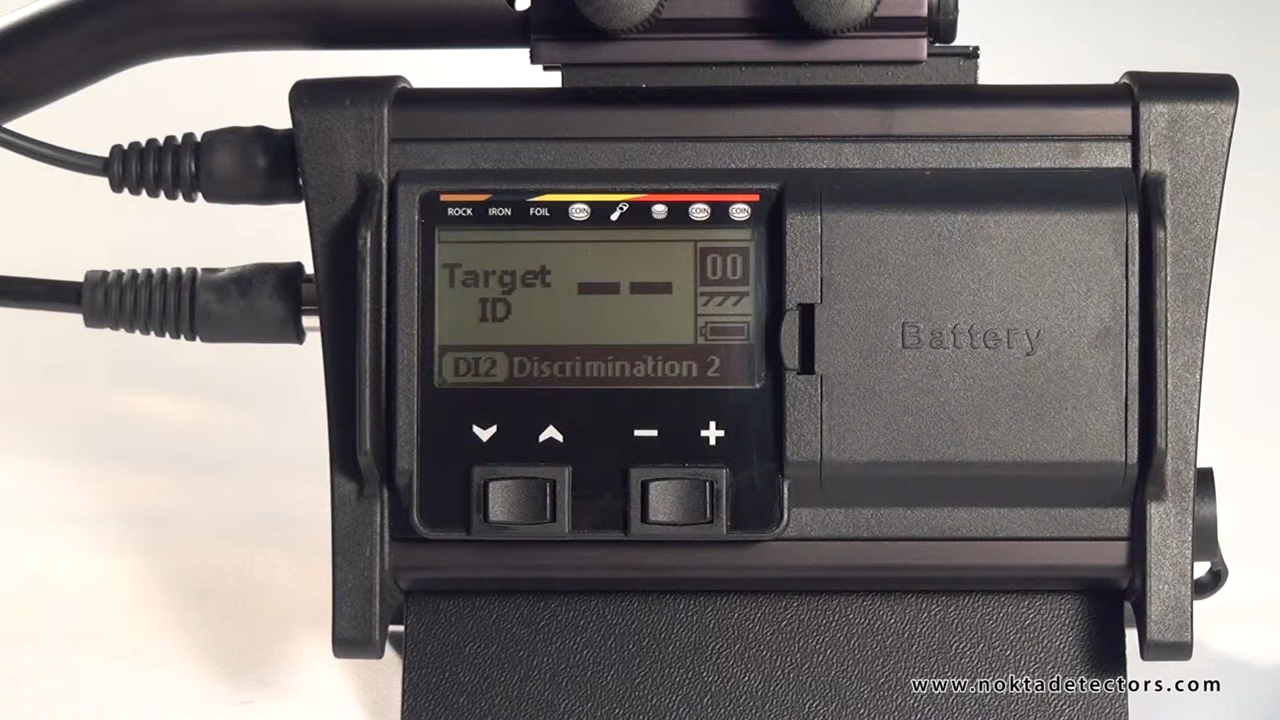 ROCK IRON FOIL COIN COIN COIN
Target ID -- 00
DI2 Discrimination 2
- +
Battery
www.noktadetectors.com